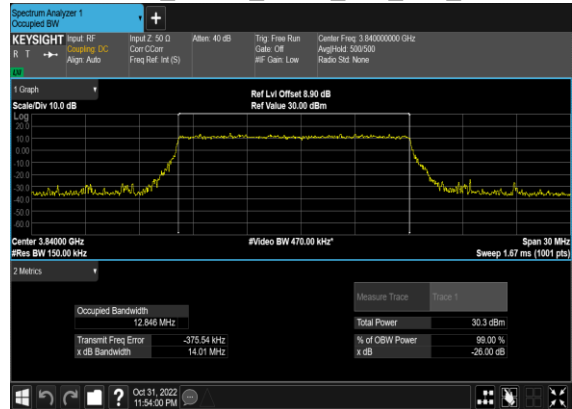 Spectrum Analyzer 1
Occupied BW
+
KEYSIGHT Input: RF Input Z: 50 Ω Atten: 40 dB Trig: Free Run Center Freq: 3.840000000 GHz
R T Coupling: DC Corr CCorr Gate: Off Avg|Hold: 500/500
Align: Auto Freq Ref: Int (S) #IF Gain: Low Radio Std: None
1 Graph
Ref Lvl Offset 8.90 dB
Scale/Div 10.0 dB Ref Value 30.00 dBm
Log
20.0
10.0
0.00
-10.0
-20.0
-30.0
-40.0
-50.0
-60.0
Center 3.84000 GHz #Video BW 470.00 kHz* Span 30 MHz
#Res BW 150.00 kHz Sweep 1.67 ms (1001 pts)
2 Metrics
Measure Trace Trace 1
Occupied Bandwidth
12.846 MHz Total Power 30.3 dBm
Transmit Freq Error -375.54 kHz % of OBW Power 99.00 %
x dB Bandwidth 14.01 MHz x dB -26.00 dB
? Oct 31, 2022
11:54:00 PM